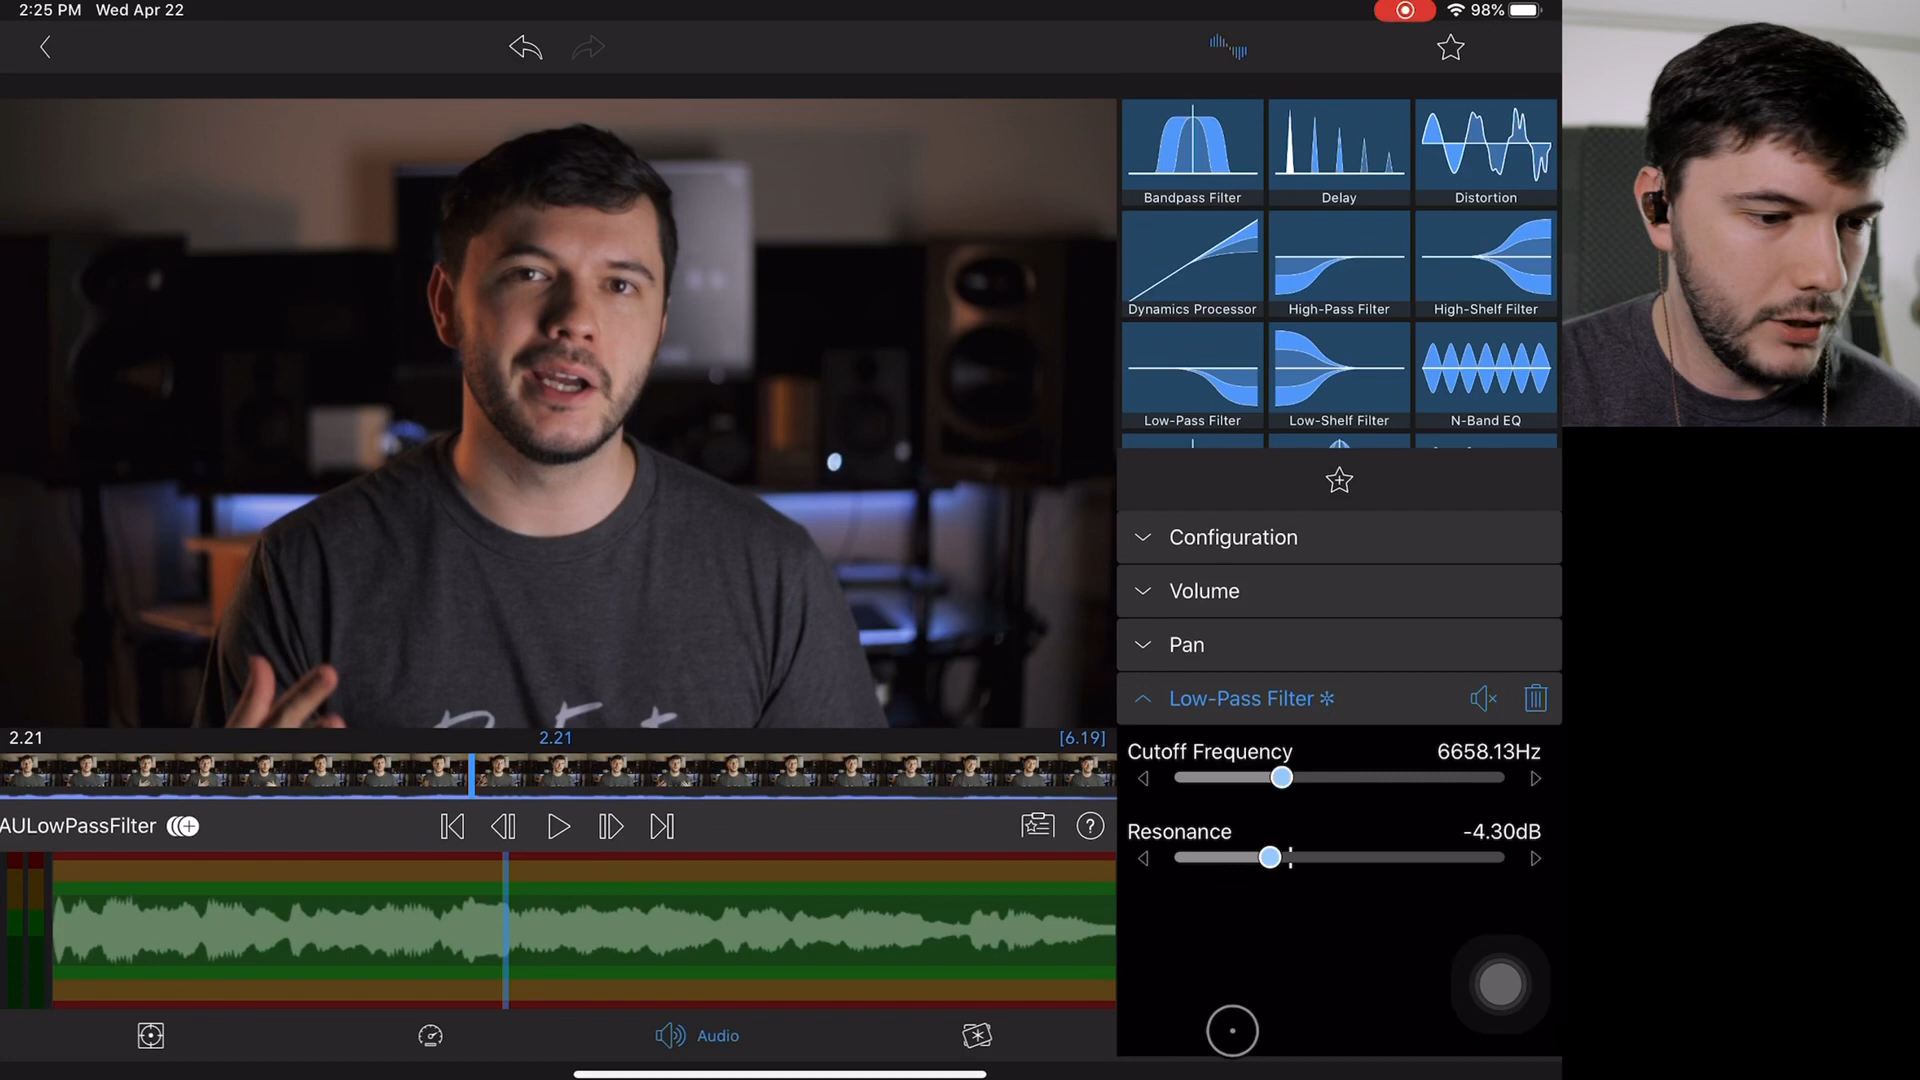 2:25 PM Wed Apr 22
98%
Bandpass Filter
Delay
Distortion
Dynamics Processor
High-Pass Filter
High-Shelf Filter
Low-Pass Filter
Low-Shelf Filter
N-Band EQ
Configuration
Volume
Pan
Low-Pass Filter
2.21
2.21
[6.19]
Cutoff Frequency
6658.13Hz
AULowPassFilter
Resonance
-4.30dB
Audio